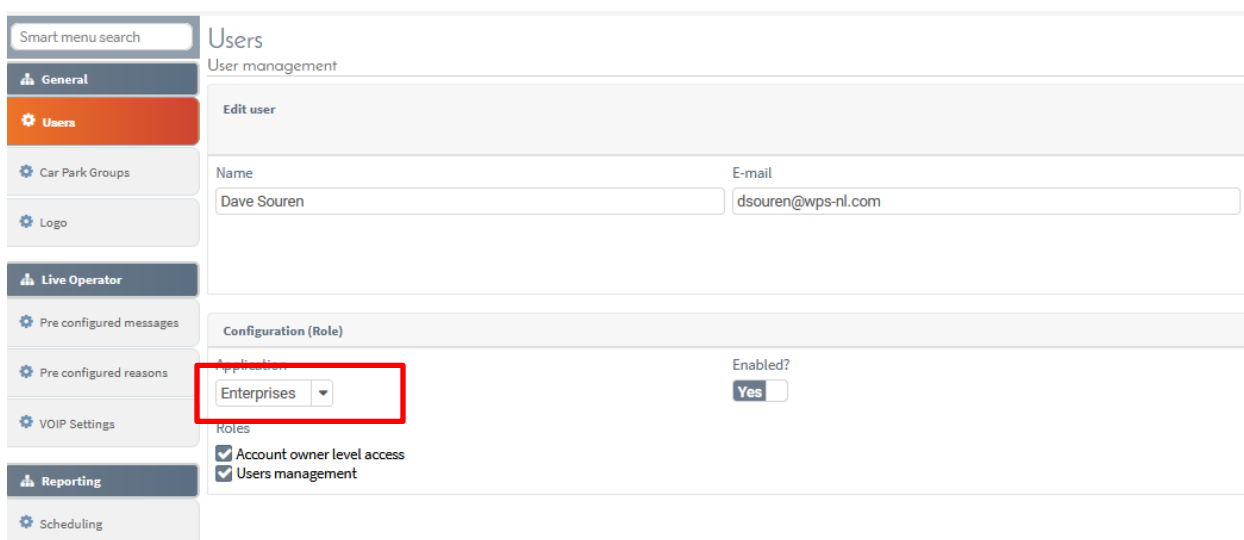 Smart menu search
General
Users
Car Park Groups
Logo
Live Operator
Pre configured messages
Pre configured reasons
VOIP Settings
Reporting
Scheduling
Users
User management
Edit user
Name
E-mail
Dave Souren
dsouren@wps-nl.com
Configuration (Role)
Application
Enabled?
Enterprises
Yes
Roles
Account owner level access
Users management